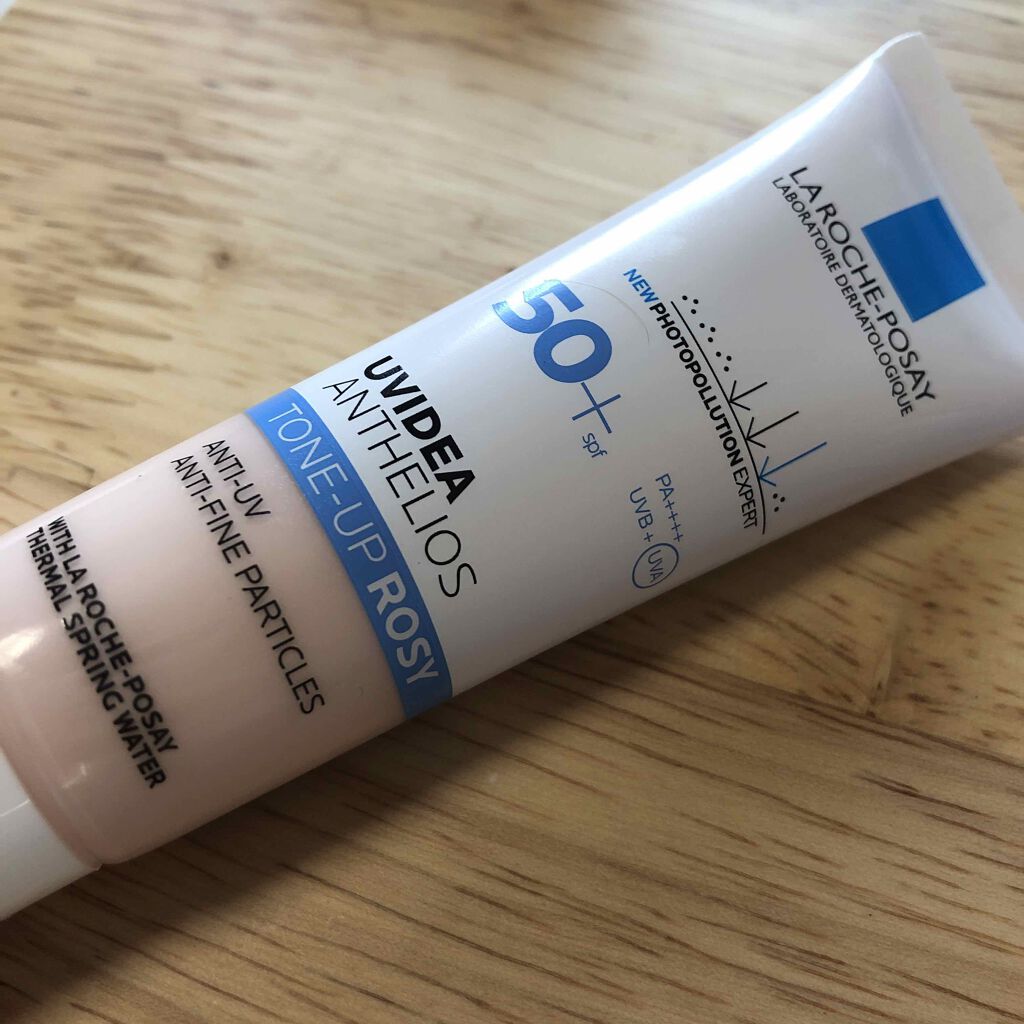 LA ROCHE-POSAY
LABORATOIRE DERMATOLOGIQUE
NEW PHOTOPOLLUTION EXPERT
50+
spf
PA++++
UVB + UVA
UVIDEA
ANTHELIOS
TONE-UP ROSY
ANTI-UV
ANTI-FINE PARTICLES
WITH LA ROCHE-POSAY
THERMAL SPRING WATER